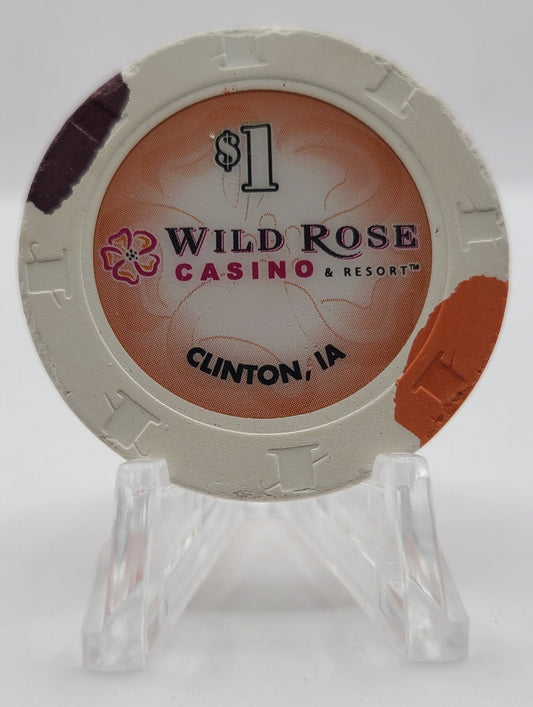 $1
WILD ROSE
CASINO & RESORT™
CLINTON, IA